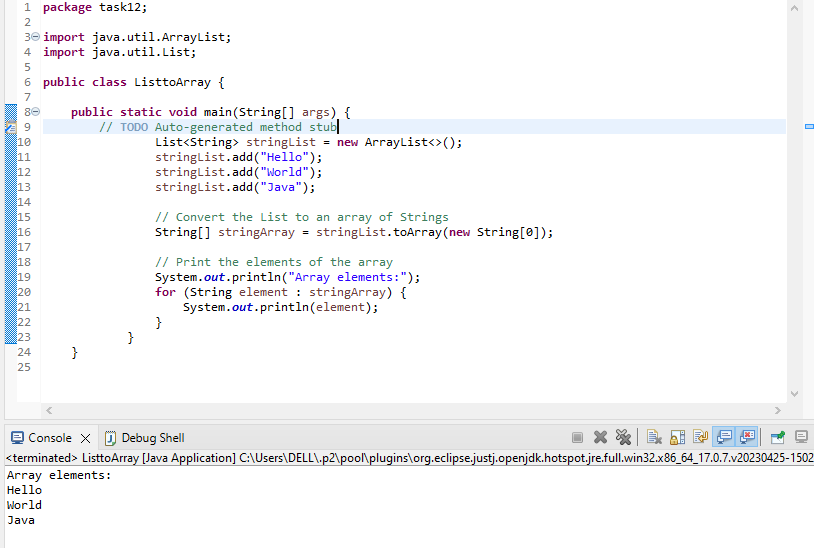 1 package task12;
2
3 import java.util.ArrayList;
4 import java.util.List;
5
6 public class ListtoArray {
7
8     public static void main(String[] args) {
9         // TODO Auto-generated method stub
10                 List<String> stringList = new ArrayList<>();
11                 stringList.add("Hello");
12                 stringList.add("World");
13                 stringList.add("Java");
14
15                 // Convert the List to an array of Strings
16                 String[] stringArray = stringList.toArray(new String[0]);
17
18                 // Print the elements of the array
19                 System.out.println("Array elements:");
20                 for (String element : stringArray) {
21                     System.out.println(element);
22                 }
23             }
24     }
25
Console Debug Shell
<terminated> ListtoArray [Java Application] C:\Users\DELL\.p2\pool\plugins\org.eclipse.justj.openjdk.hotspot.jre.full.win32.x86_64_17.0.7.v20230425-1502
Array elements:
Hello
World
Java